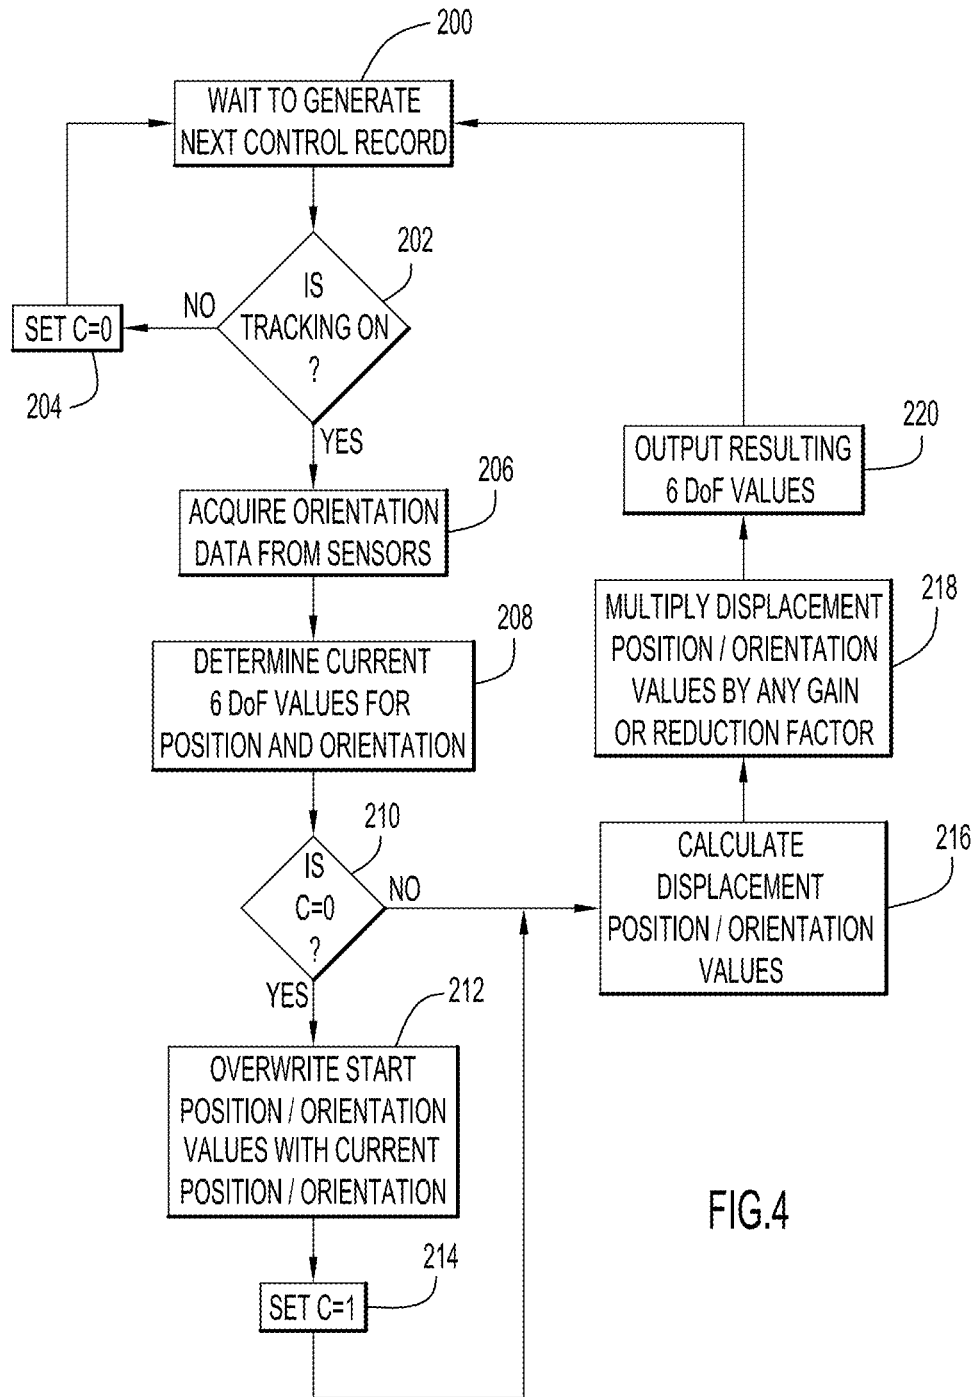 200
WAIT TO GENERATE
NEXT CONTROL RECORD
202
IS
TRACKING ON
?
NO
SET C=0
204
YES
206
ACQUIRE ORIENTATION
DATA FROM SENSORS
208
DETERMINE CURRENT
6 DoF VALUES FOR
POSITION AND ORIENTATION
210
IS
C=0
?
NO
YES
212
OVERWRITE START
POSITION / ORIENTATION
VALUES WITH CURRENT
POSITION / ORIENTATION
214
SET C=1
216
CALCULATE
DISPLACEMENT
POSITION / ORIENTATION
VALUES
218
MULTIPLY DISPLACEMENT
POSITION / ORIENTATION
VALUES BY ANY GAIN
OR REDUCTION FACTOR
220
OUTPUT RESULTING
6 DoF VALUES
FIG.4